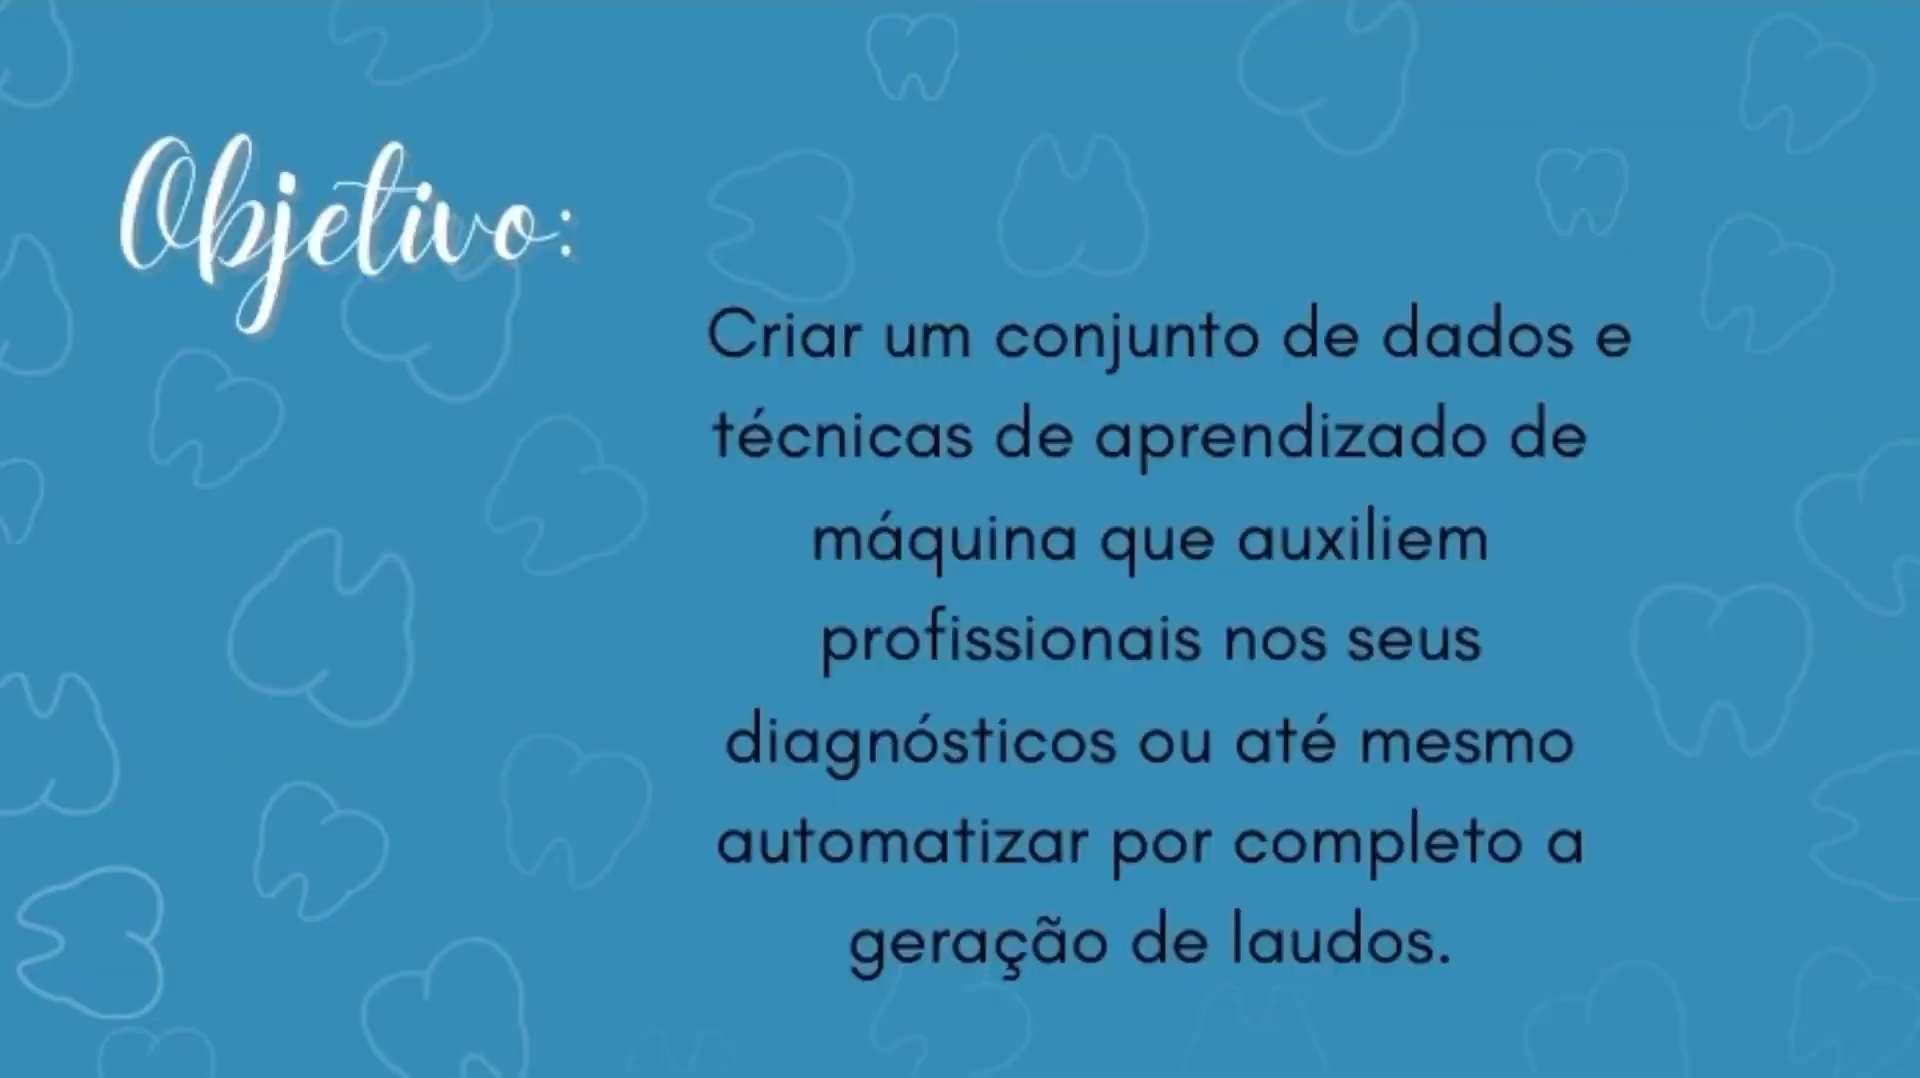 Objetivo:
Criar um conjunto de dados e
técnicas de aprendizado de
máquina que auxiliem
profissionais nos seus
diagnósticos ou até mesmo
automatizar por completo a
geração de laudos.